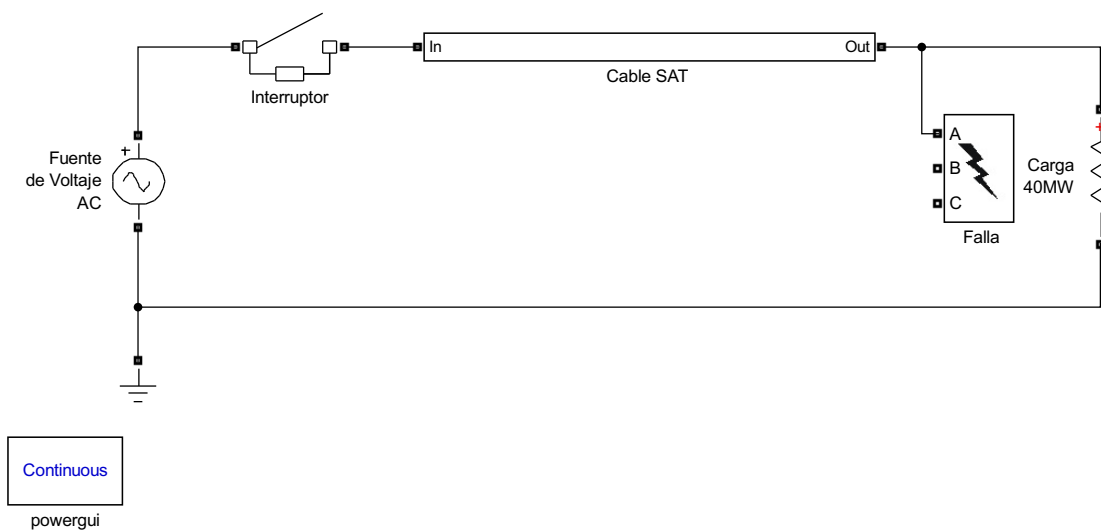 In
Out
Cable SAT
Interruptor
+
Fuente
de Voltaje
AC
A
B
C
Falla
+
Carga
40MW
Continuous
powergui